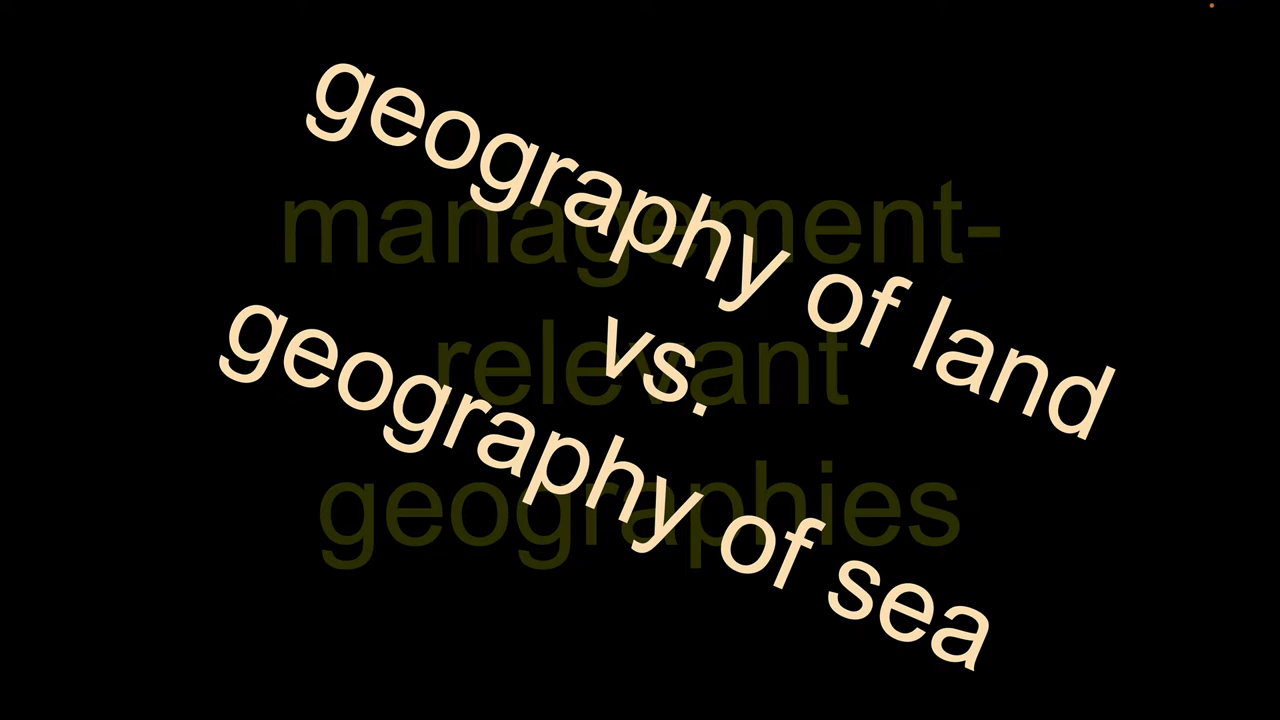 geography of land
vs.
geography of sea
management-
relevant
geographies